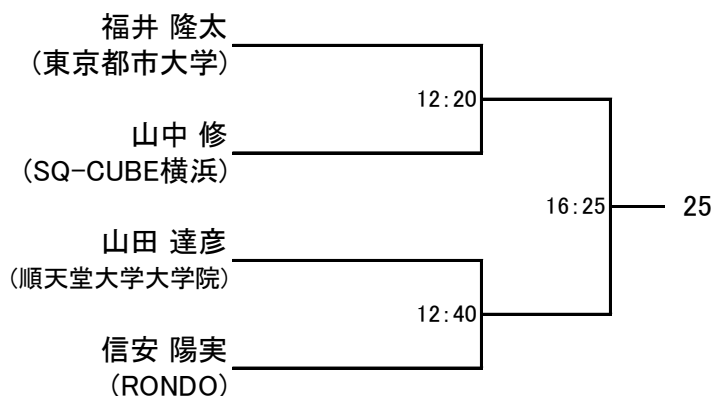 福井 隆太
(東京都市大学)
12:20
山中 修
(SQ-CUBE横浜)
16:25
25
山田 達彦
(順天堂大学大学院)
12:40
信安 陽実
(RONDO)